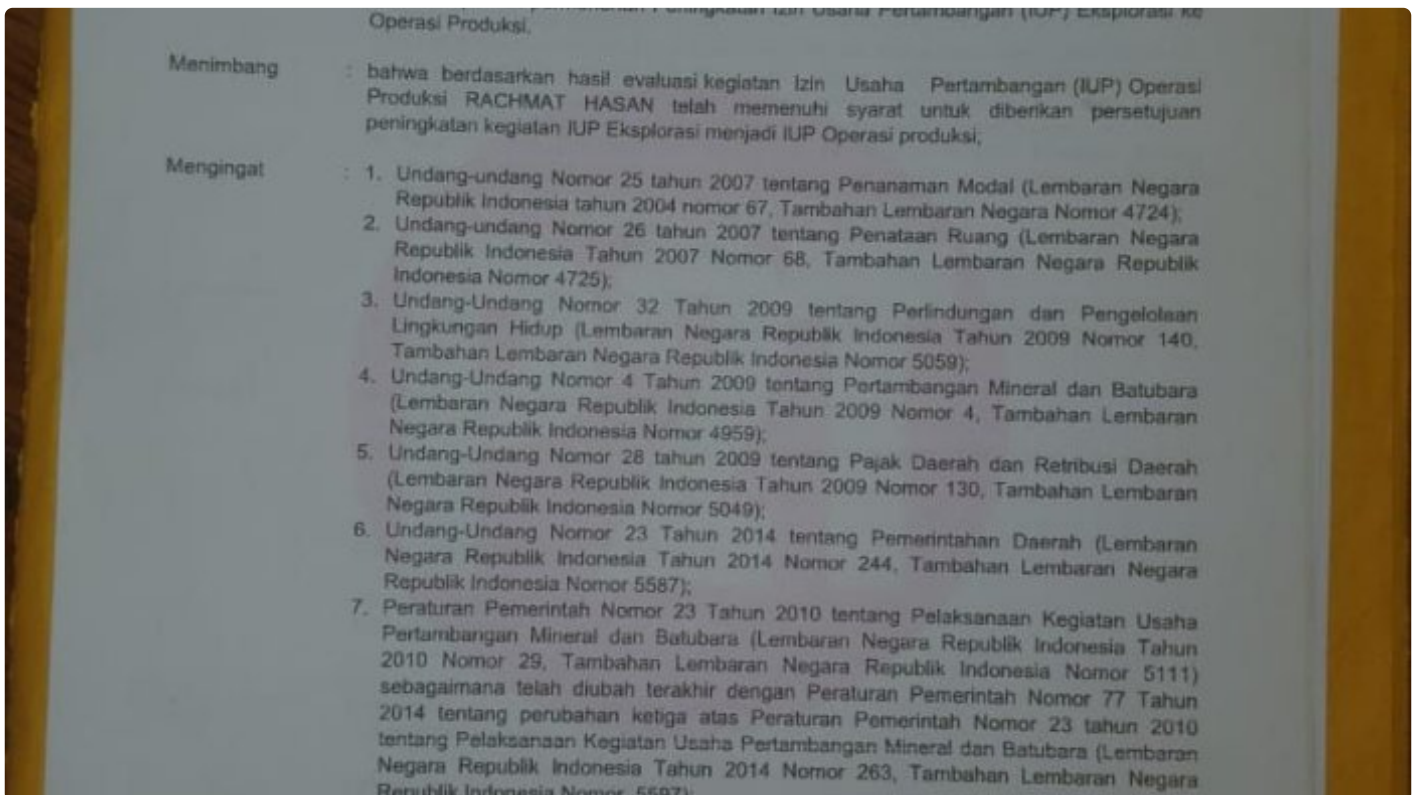 Peningkatan Izin Usaha Pertambangan (IUP) Eksplorasi ke
Operasi Produksi.
Menimbang : bahwa berdasarkan hasil evaluasi kegiatan Izin Usaha Pertambangan (IUP) Operasi
Produksi RACHMAT HASAN telah memenuhi syarat untuk diberikan persetujuan
peningkatan kegiatan IUP Eksplorasi menjadi IUP Operasi produksi;
Mengingat : 1. Undang-undang Nomor 25 tahun 2007 tentang Penanaman Modal (Lembaran Negara
Republik Indonesia tahun 2004 nomor 67, Tambahan Lembaran Negara Nomor 4724);
2. Undang-undang Nomor 26 tahun 2007 tentang Penataan Ruang (Lembaran Negara
Republik Indonesia Tahun 2007 Nomor 68, Tambahan Lembaran Negara Republik
Indonesia Nomor 4725);
3. Undang-Undang Nomor 32 Tahun 2009 tentang Perlindungan dan Pengelolaan
Lingkungan Hidup (Lembaran Negara Republik Indonesia Tahun 2009 Nomor 140,
Tambahan Lembaran Negara Republik Indonesia Nomor 5059);
4. Undang-Undang Nomor 4 Tahun 2009 tentang Pertambangan Mineral dan Batubara
(Lembaran Negara Republik Indonesia Tahun 2009 Nomor 4, Tambahan Lembaran
Negara Republik Indonesia Nomor 4959);
5. Undang-Undang Nomor 28 tahun 2009 tentang Pajak Daerah dan Retribusi Daerah
(Lembaran Negara Republik Indonesia Tahun 2009 Nomor 130, Tambahan Lembaran
Negara Republik Indonesia Nomor 5049);
6. Undang-Undang Nomor 23 Tahun 2014 tentang Pemerintahan Daerah (Lembaran
Negara Republik Indonesia Tahun 2014 Nomor 244, Tambahan Lembaran Negara
Republik Indonesia Nomor 5587);
7. Peraturan Pemerintah Nomor 23 Tahun 2010 tentang Pelaksanaan Kegiatan Usaha
Pertambangan Mineral dan Batubara (Lembaran Negara Republik Indonesia Tahun
2010 Nomor 29, Tambahan Lembaran Negara Republik Indonesia Nomor 5111)
sebagaimana telah diubah terakhir dengan Peraturan Pemerintah Nomor 77 Tahun
2014 tentang perubahan ketiga atas Peraturan Pemerintah Nomor 23 tahun 2010
tentang Pelaksanaan Kegiatan Usaha Pertambangan Mineral dan Batubara (Lembaran
Negara Republik Indonesia Tahun 2014 Nomor 263, Tambahan Lembaran Negara
Republik Indonesia Nomor 5597);